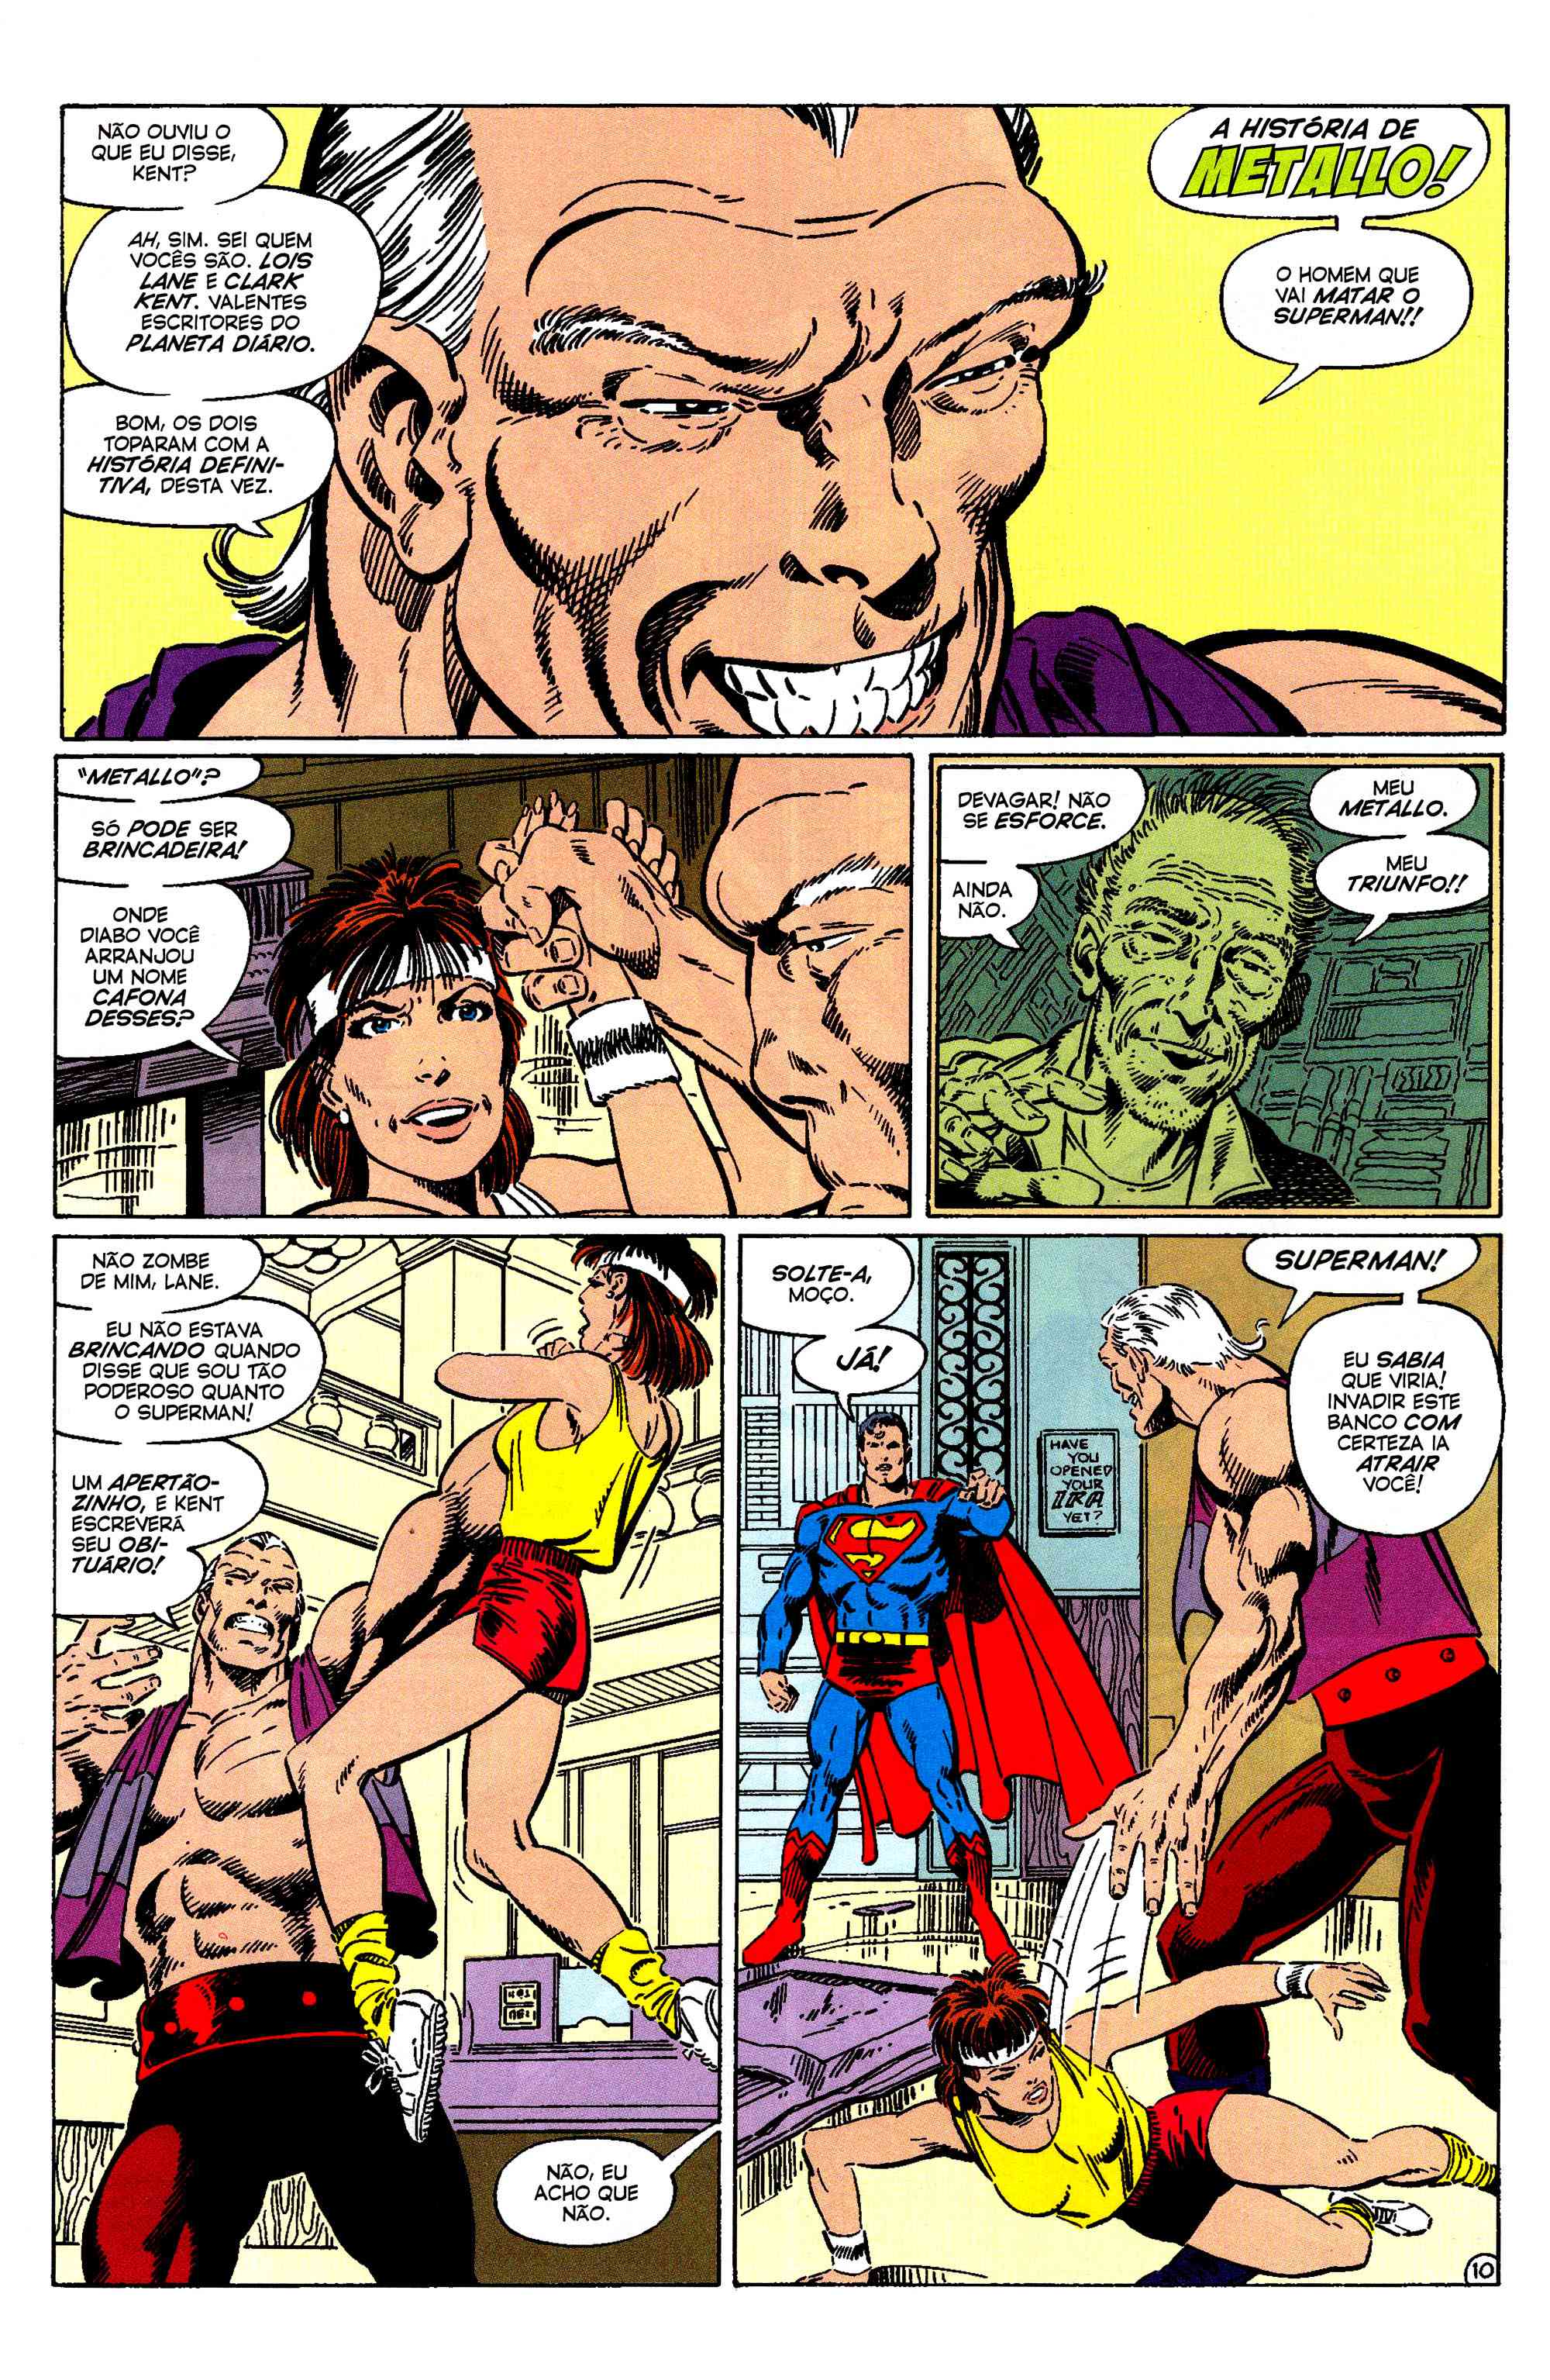 NÃO OUVIU O
QUE EU DISSE,
KENT?
AH, SIM. SEI QUEM
VOCÊS SÃO. LOIS
LANE E CLARK
KENT. VALENTES
ESCRITORES DO
PLANETA DIÁRIO.
BOM, OS DOIS
TOPARAM COM A
HISTÓRIA DEFINI-
TIVA, DESTA VEZ.
A HISTÓRIA DE
METALLO!
O HOMEM QUE
VAI MATAR O
SUPERMAN!!
"METALLO"?
SÓ PODE SER
BRINCADEIRA!
ONDE
DIABO VOCÊ
ARRANJOU
UM NOME
CAFONA
DESSES?
DEVAGAR! NÃO
SE ESFORCE.
AINDA
NÃO.
MEU
METALLO.
MEU
TRIUNFO!!
NÃO ZOMBE
DE MIM, LANE.
EU NÃO ESTAVA
BRINCANDO QUANDO
DISSE QUE SOU TÃO
PODEROSO QUANTO
O SUPERMAN!
UM APERTÃO-
ZINHO, E KENT
ESCREVERÁ
SEU OBI-
TUÁRIO!
NÃO, EU
ACHO QUE
NÃO.
SOLTE-A,
MOÇO.
JÁ!
SUPERMAN!
EU SABIA
QUE VIRIA!
INVADIR ESTE
BANCO COM
CERTEZA IA
ATRAIR
VOCÊ!
HAVE
YOU
OPENED
YOUR
IRA
YET?
S
10